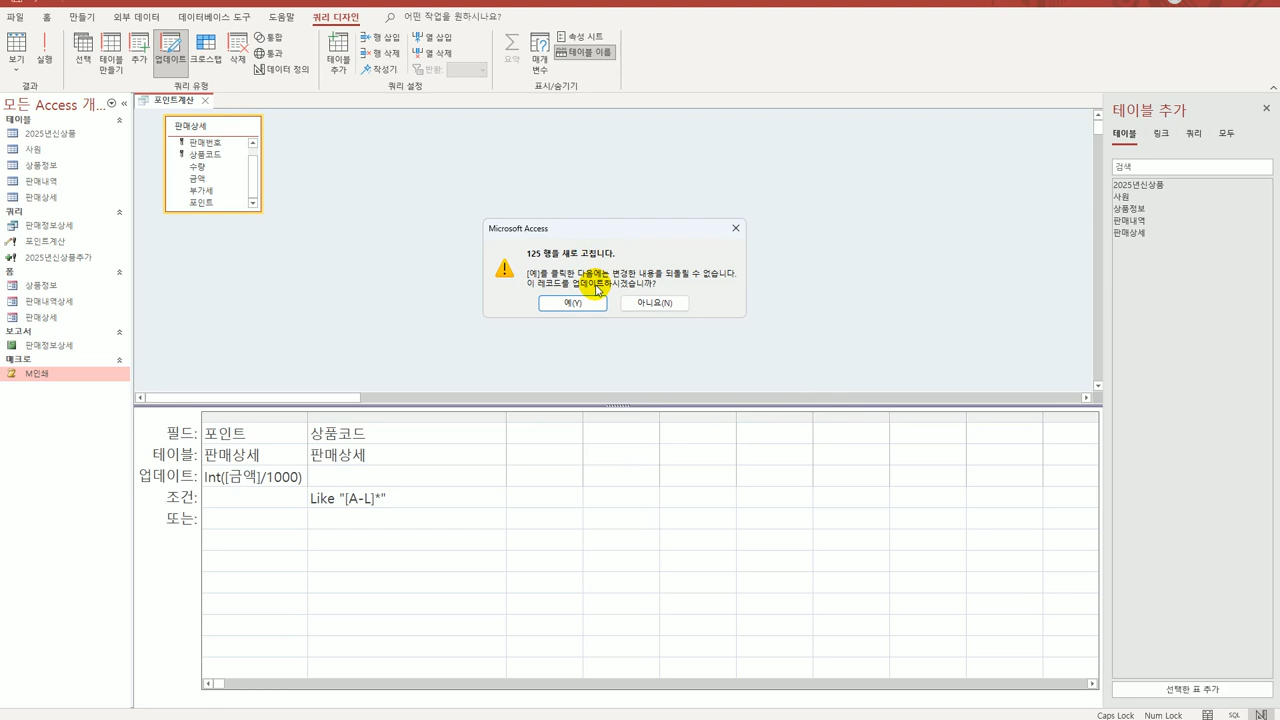 파일 홈 만들기 외부 데이터 데이터베이스 도구 도움말 쿼리 디자인 어떤 작업을 원하시나요?
보기 실행 선택 테이블 만들기 추가 업데이트 크로스탭 삭제 테이블 추가 요약 매개 변수
통합
통과
데이터 정의
행 삽입
행 삭제
작성기
열 삽입
열 삭제
반환:
속성 시트
테이블 이름
결과 쿼리 유형 쿼리 설정 표시/숨기기
모든 Access 개...
테이블
2025년신상품
사원
상품정보
판매내역
판매상세
쿼리
판매정보상세
포인트계산
2025년신상품추가
폼
상품정보
판매내역상세
판매상세
보고서
판매정보상세
매크로
M인쇄
포인트계산
판매상세
판매번호
상품코드
수량
금액
부가세
포인트
Microsoft Access
125 행을 새로 고칩니다.
[예]를 클릭한 다음에는 변경한 내용을 되돌릴 수 없습니다.
이 레코드를 업데이트하시겠습니까?
예(Y) 아니요(N)
필드: 포인트 상품코드
테이블: 판매상세 판매상세
업데이트: Int([금액]/1000)
조건: Like "[A-L]*"
또는:
테이블 추가
테이블 링크 쿼리 모두
검색
2025년신상품
사원
상품정보
판매내역
판매상세
선택한 표 추가
Caps Lock Num Lock SQL